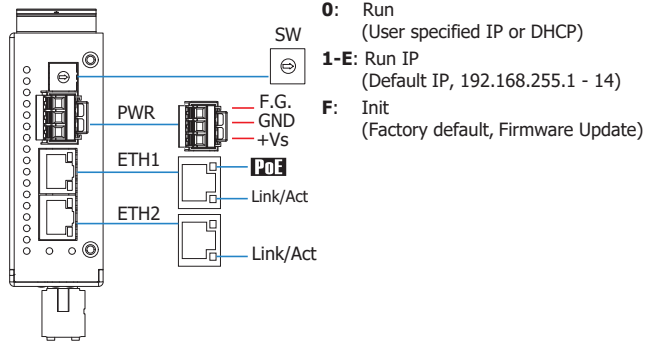 SW
PWR
F.G.
GND
+Vs
ETH1
PoE
Link/Act
ETH2
Link/Act
0: Run
(User specified IP or DHCP)
1-E: Run IP
(Default IP, 192.168.255.1 - 14)
F: Init
(Factory default, Firmware Update)